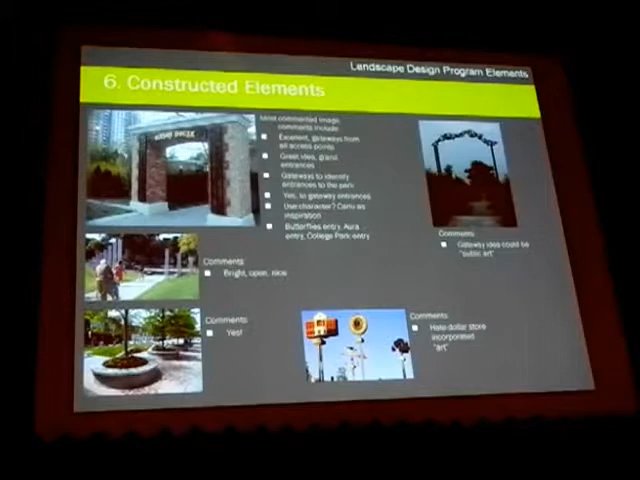 Landscape Design Program Elements
6. Constructed Elements
Most commented image,
comments include:
Excellent, gateways from
all access points
Great idea, grand
entrances
Gateways to identify
entrances to the park
Yes, to gateway entrances
Use character? Camu as
inspiration
Butterflies entry, Aura
entry, College Park entry
Comments:
Gateway idea could be
"public art"
Comments:
Bright, open, nice
Comments:
Yes!
Comments:
Hate dollar store
incorporated
"art"